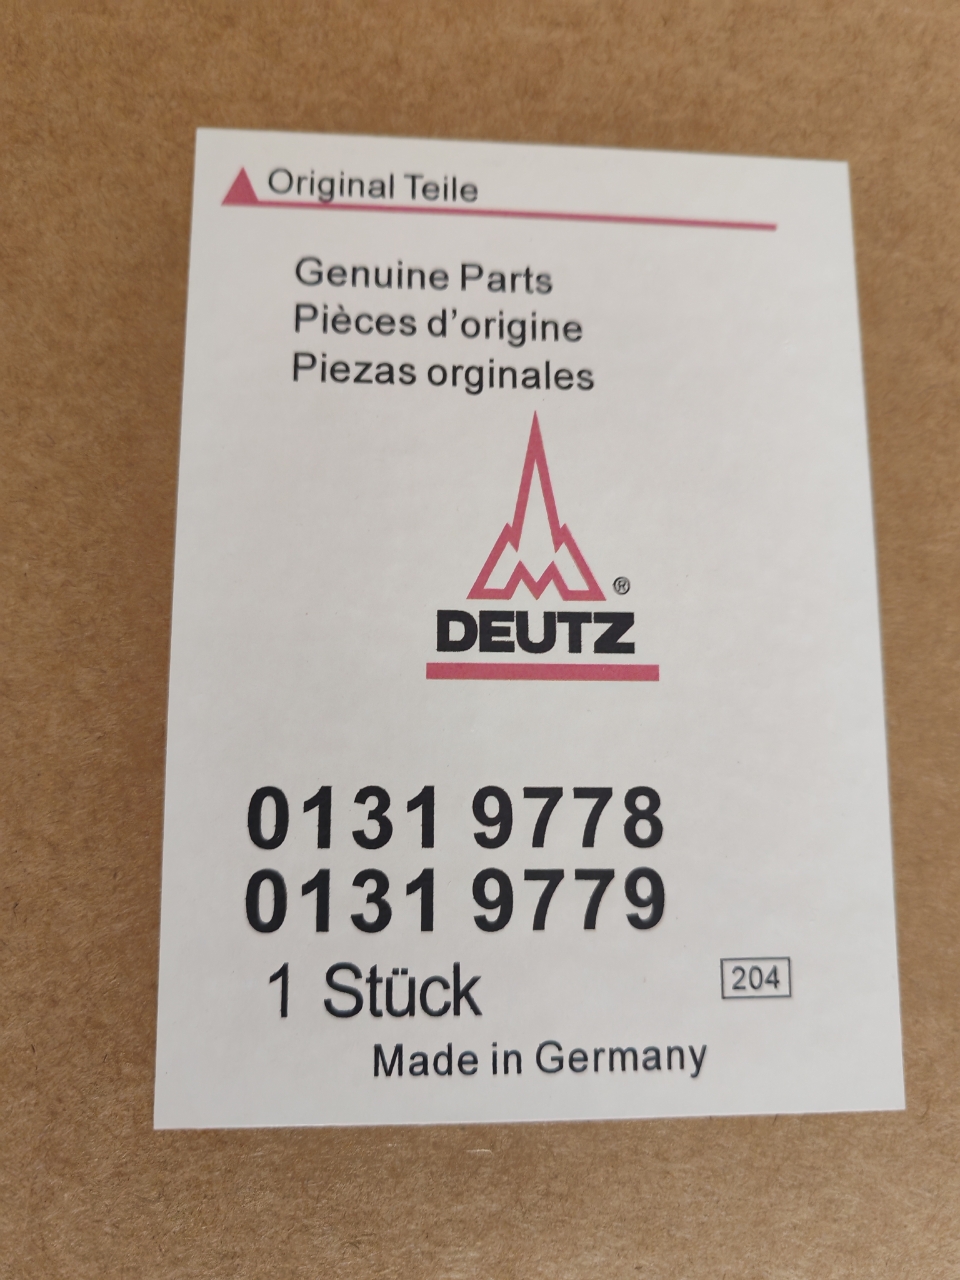 Original Teile
Genuine Parts
Pièces d’origine
Piezas orginales
®
DEUTZ
0131 9778
0131 9779
1 Stück
204
Made in Germany